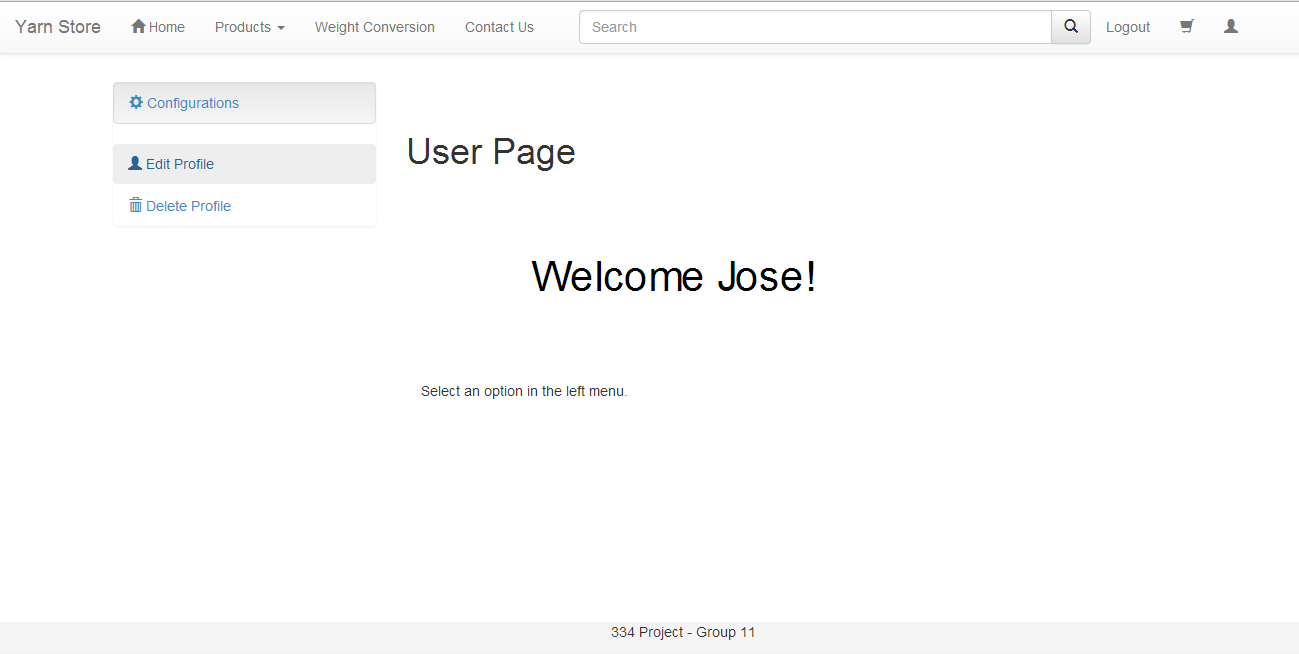 Yarn Store Home Products Weight Conversion Contact Us Search Logout
Configurations
Edit Profile
Delete Profile
User Page
Welcome Jose!
Select an option in the left menu.
334 Project - Group 11